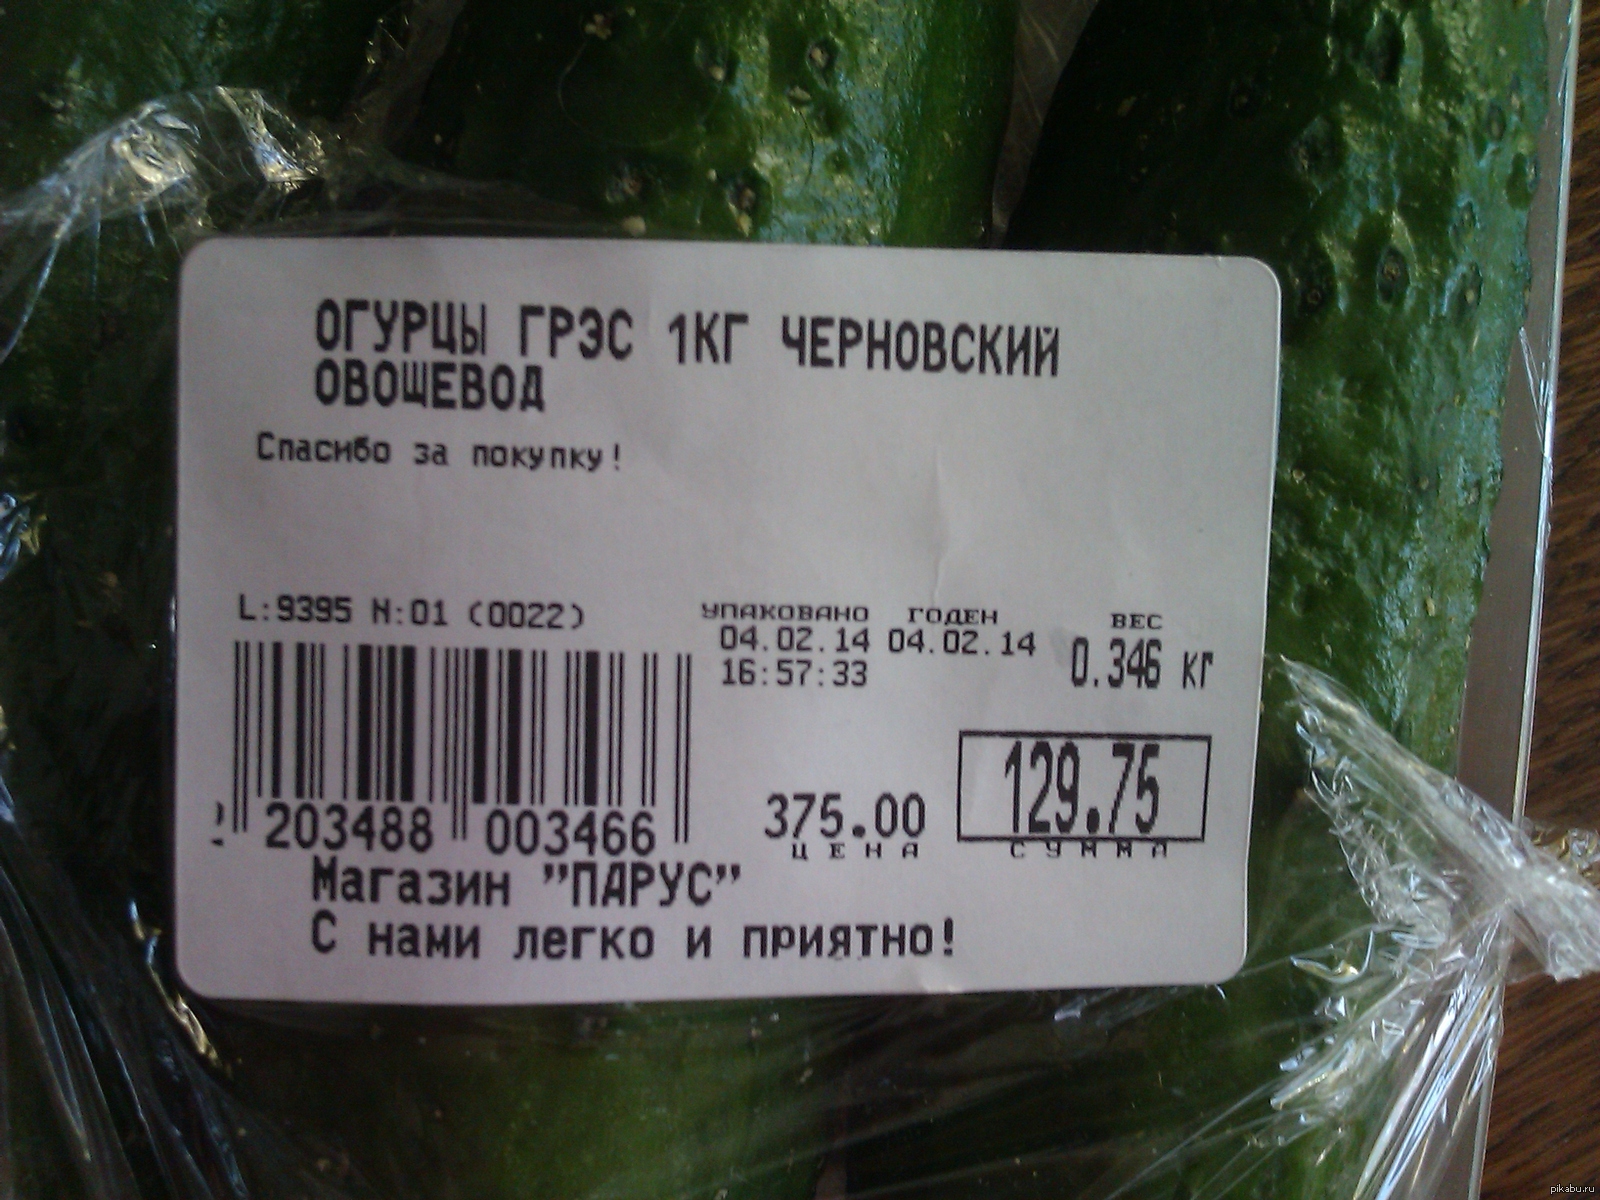 ОГУРЦЫ ГРЭС 1КГ ЧЕРНОВСКИЙ
ОВОЩЕВОД
Спасибо за покупку!
L:9395 N:01 (0022)
УПАКОВАНО ГОДЕН ВЕС
04.02.14 04.02.14 0.346 кг
16:57:33
129.75
375.00
ЦЕНА СУММА
203488 003466
Магазин "ПАРУС"
С нами легко и приятно!
pikabu.ru